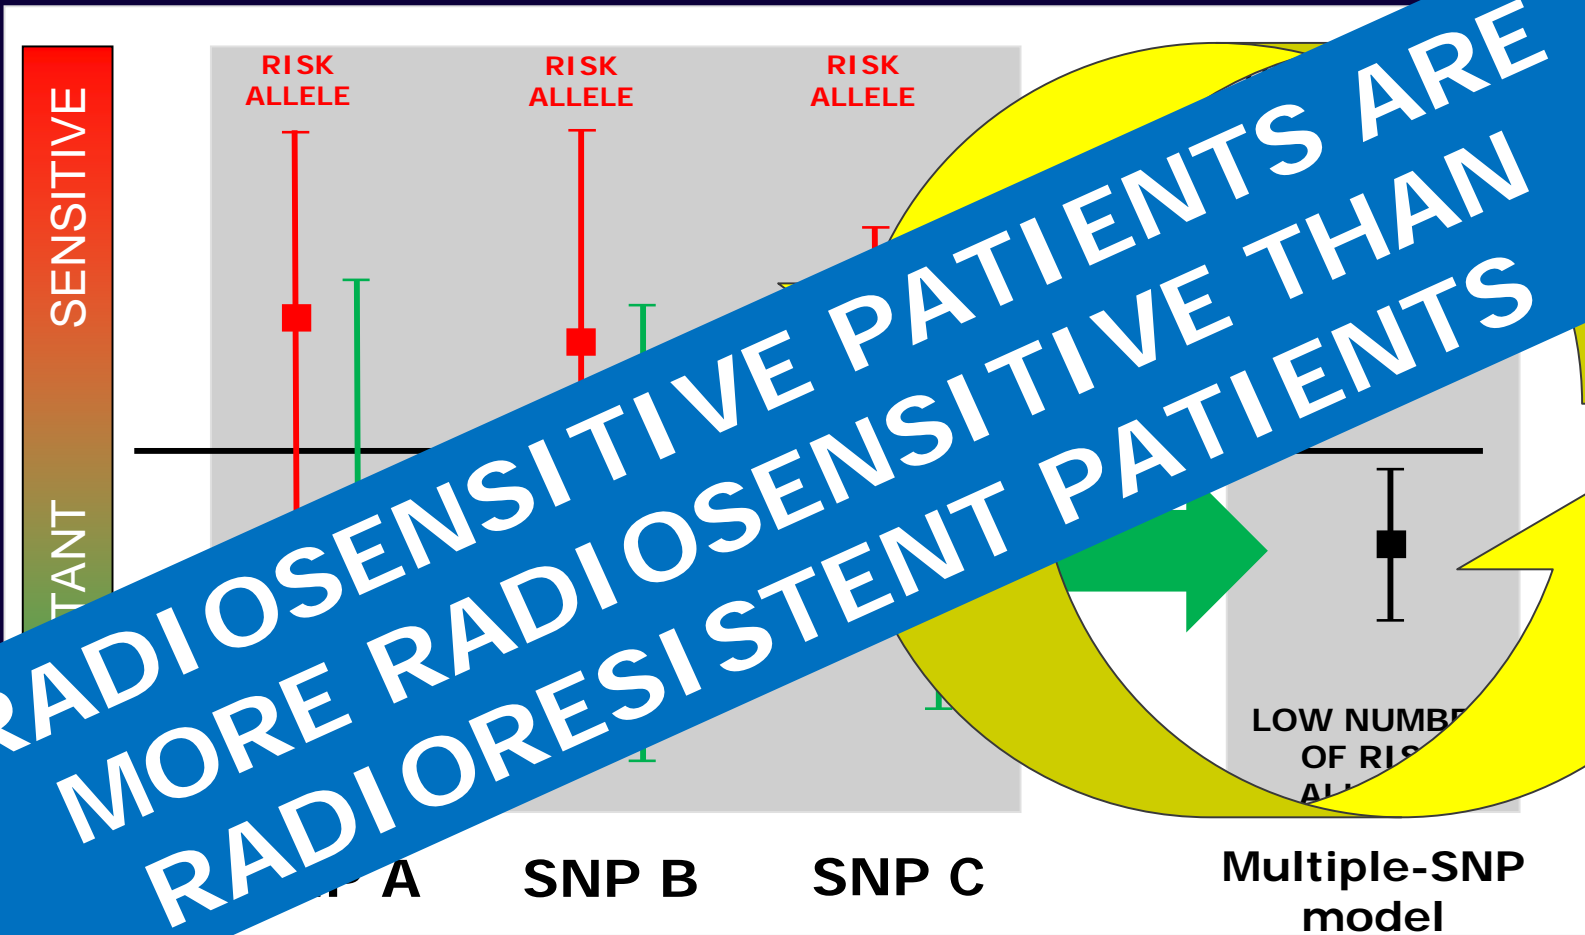 RISK
ALLELE
RISK
ALLELE
RISK
ALLELE
SENSITIVE
RADIOSENSITIVE PATIENTS ARE
MORE RADIOSENSITIVE THAN
RADIORESISTENT PATIENTS
LOW
OF
A
SNP B
SNP C
Multiple-SNP
model